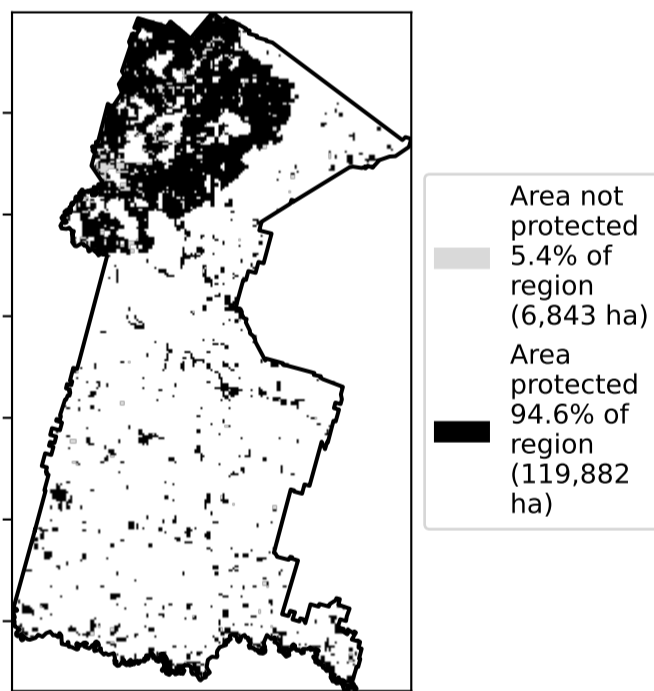 Area not
protected
5.4% of
region
(6,843 ha)
Area
protected
94.6% of
region
(119,882
ha)